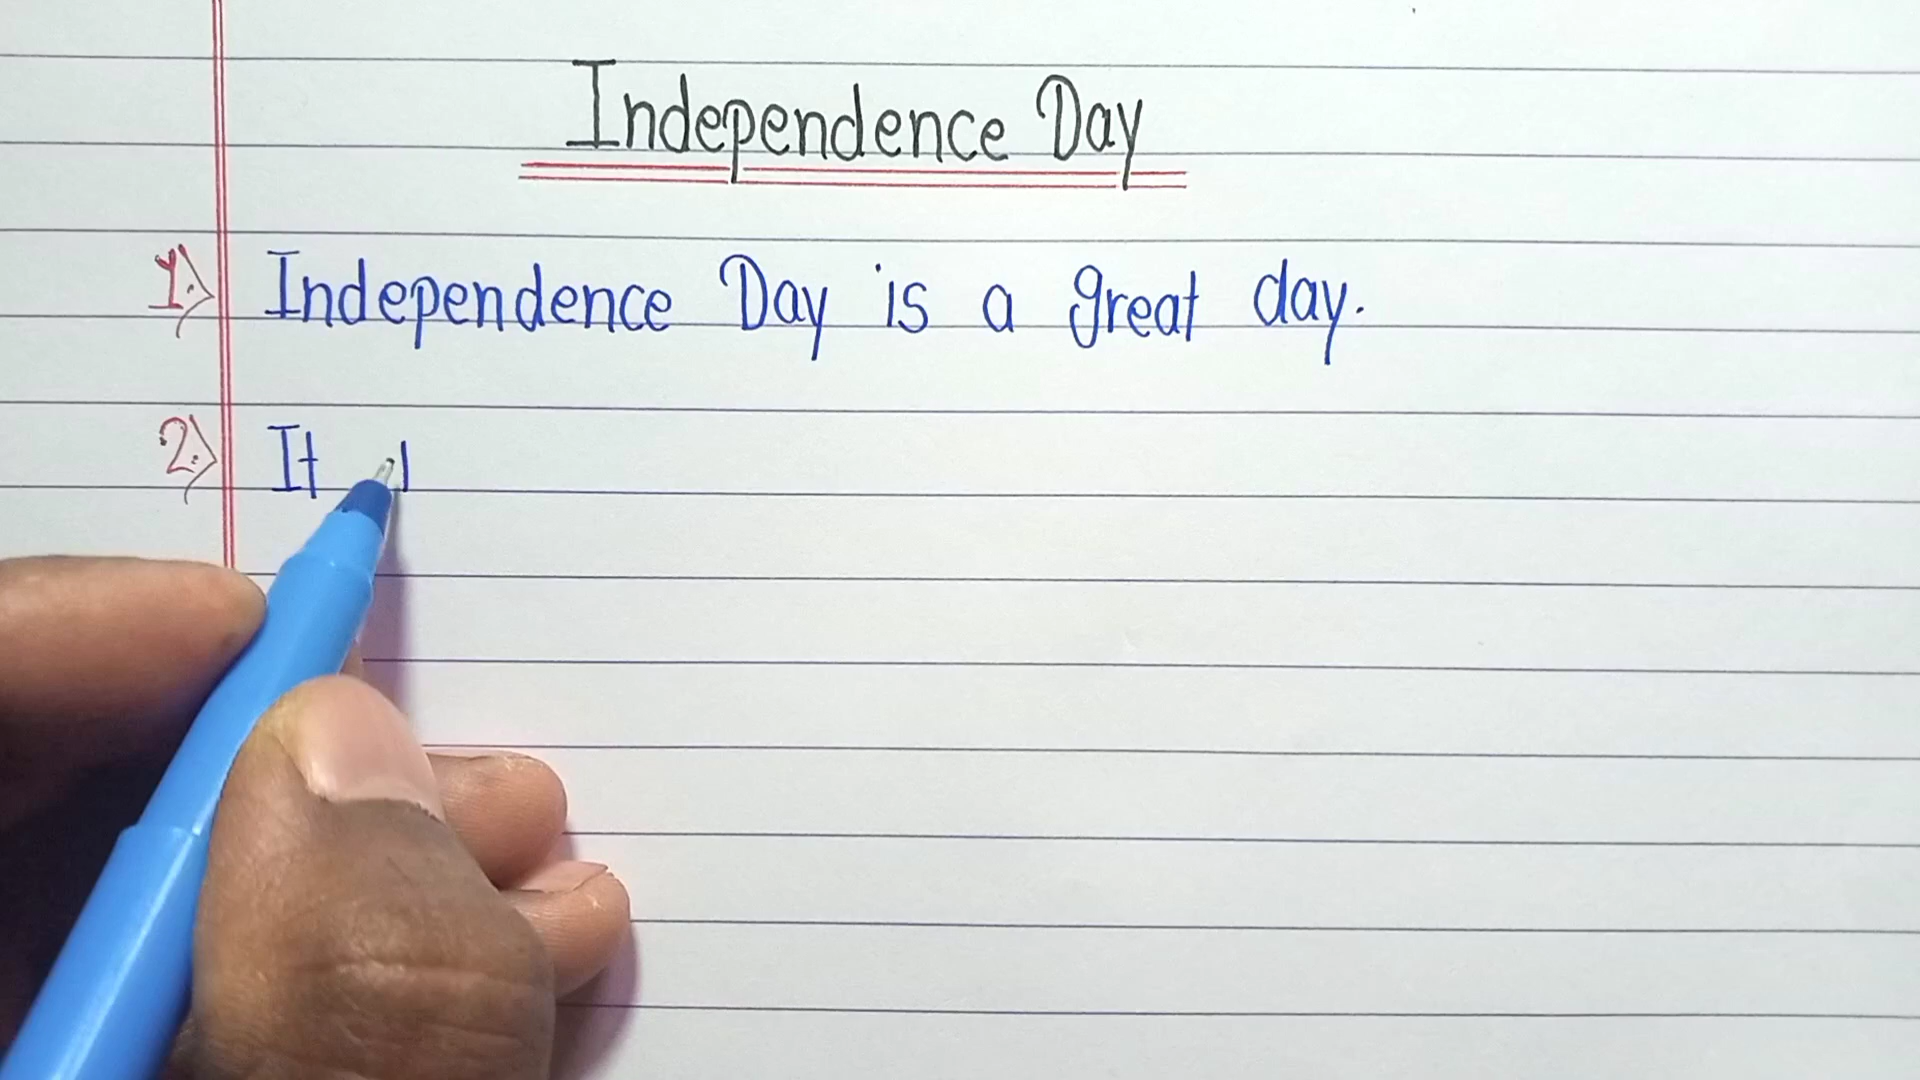 Independence Day
1. Independence Day is a great day.
2. It